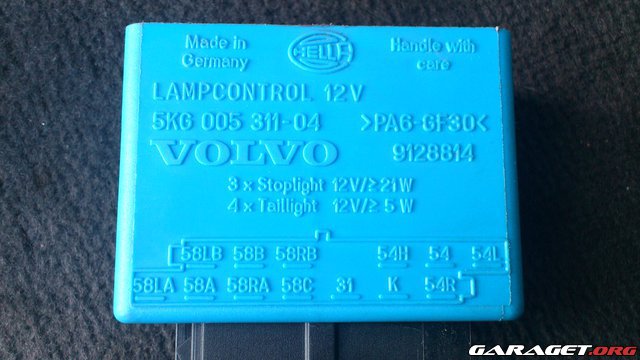 Made in
Germany
HELLA
Handle with
care
LAMPCONTROL 12V
5KG 005 311-04 >PA6-GF30<
VOLVO 9128814
3 x Stoplight 12V/≥21W
4 x Taillight 12V/≥5W
58LB 58B 58RB 54H 54 54L
58LA 58A 58RA 58C 31 K 54R
GARAGET.ORG